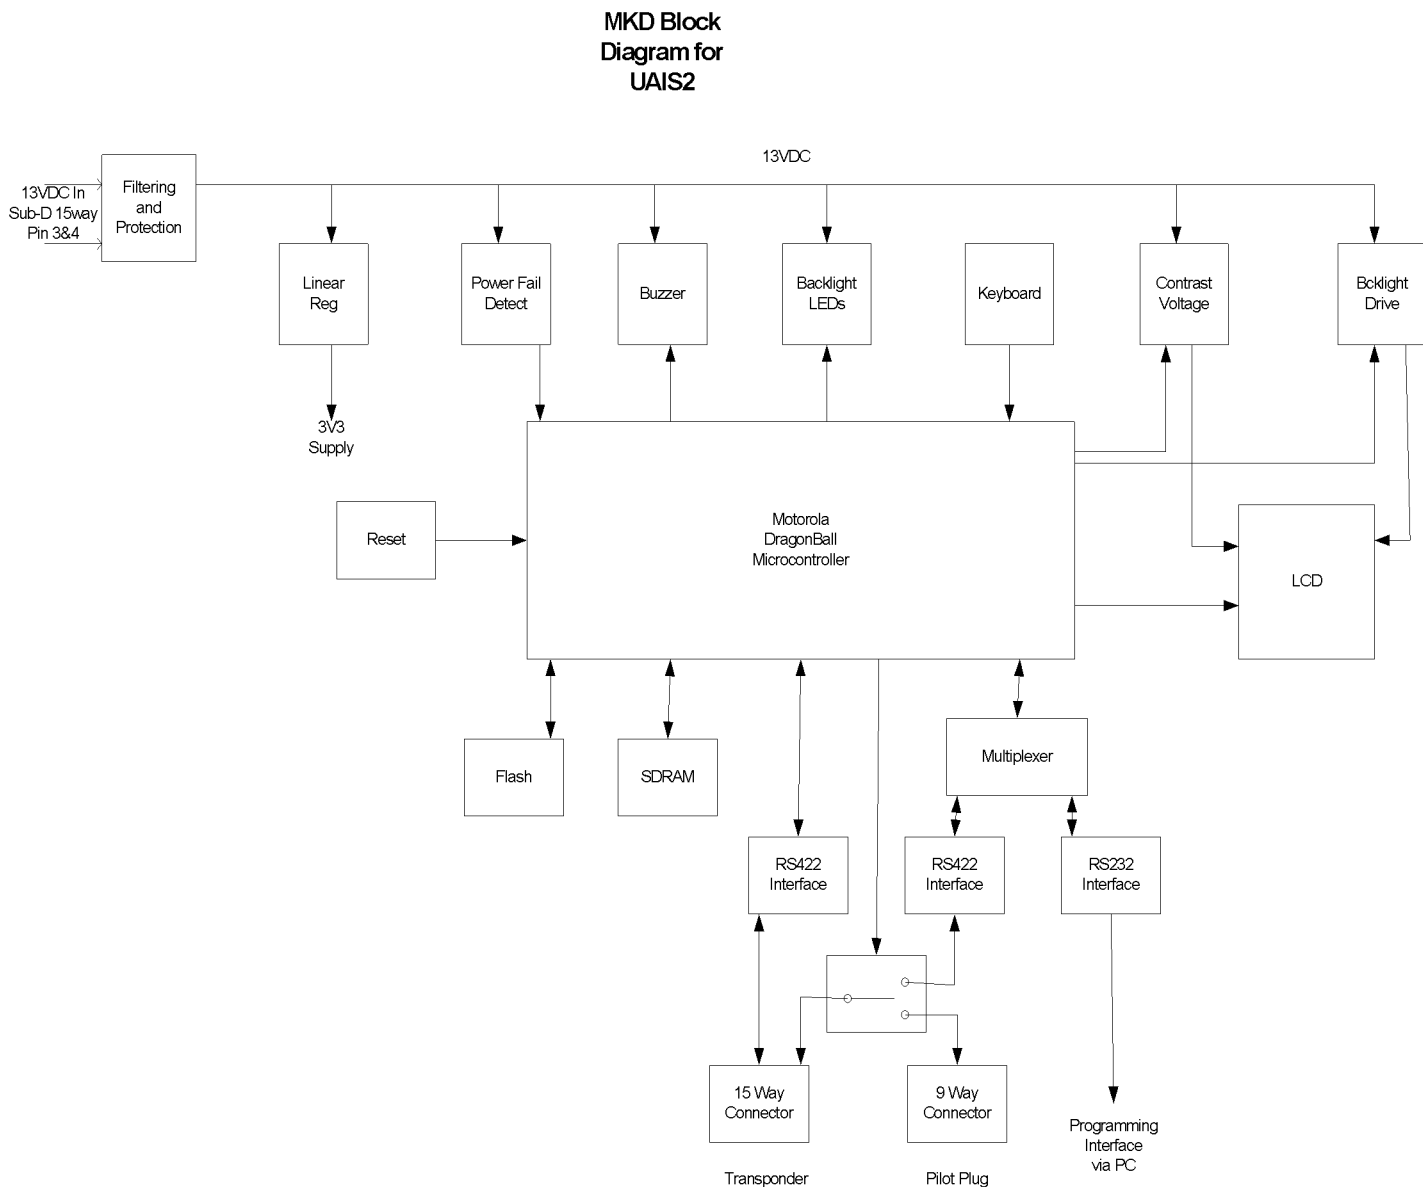 MKD Block
Diagram for
UAIS2
13VDC
13VDC In
Sub-D 15way
Pin 3&4
Filtering
and
Protection
Linear
Reg
Power Fail
Detect
Buzzer
Backlight
LEDs
Keyboard
Contrast
Voltage
Bcklight
Drive
3V3
Supply
Reset
Motorola
DragonBall
Microcontroller
LCD
Flash
SDRAM
Multiplexer
RS422
Interface
RS422
Interface
RS232
Interface
15 Way
Connector
9 Way
Connector
Programming
Interface
via PC
Transponder
Pilot Plug